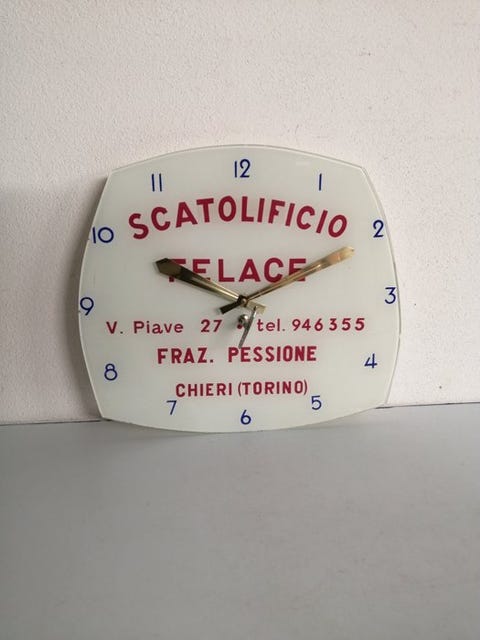 12
11 1
SCATOLIFICIO
10 2
9 3
V. Piave 27 tel. 946355
FRAZ. PESSIONE
8 4
CHIERI (TORINO)
7 5
6